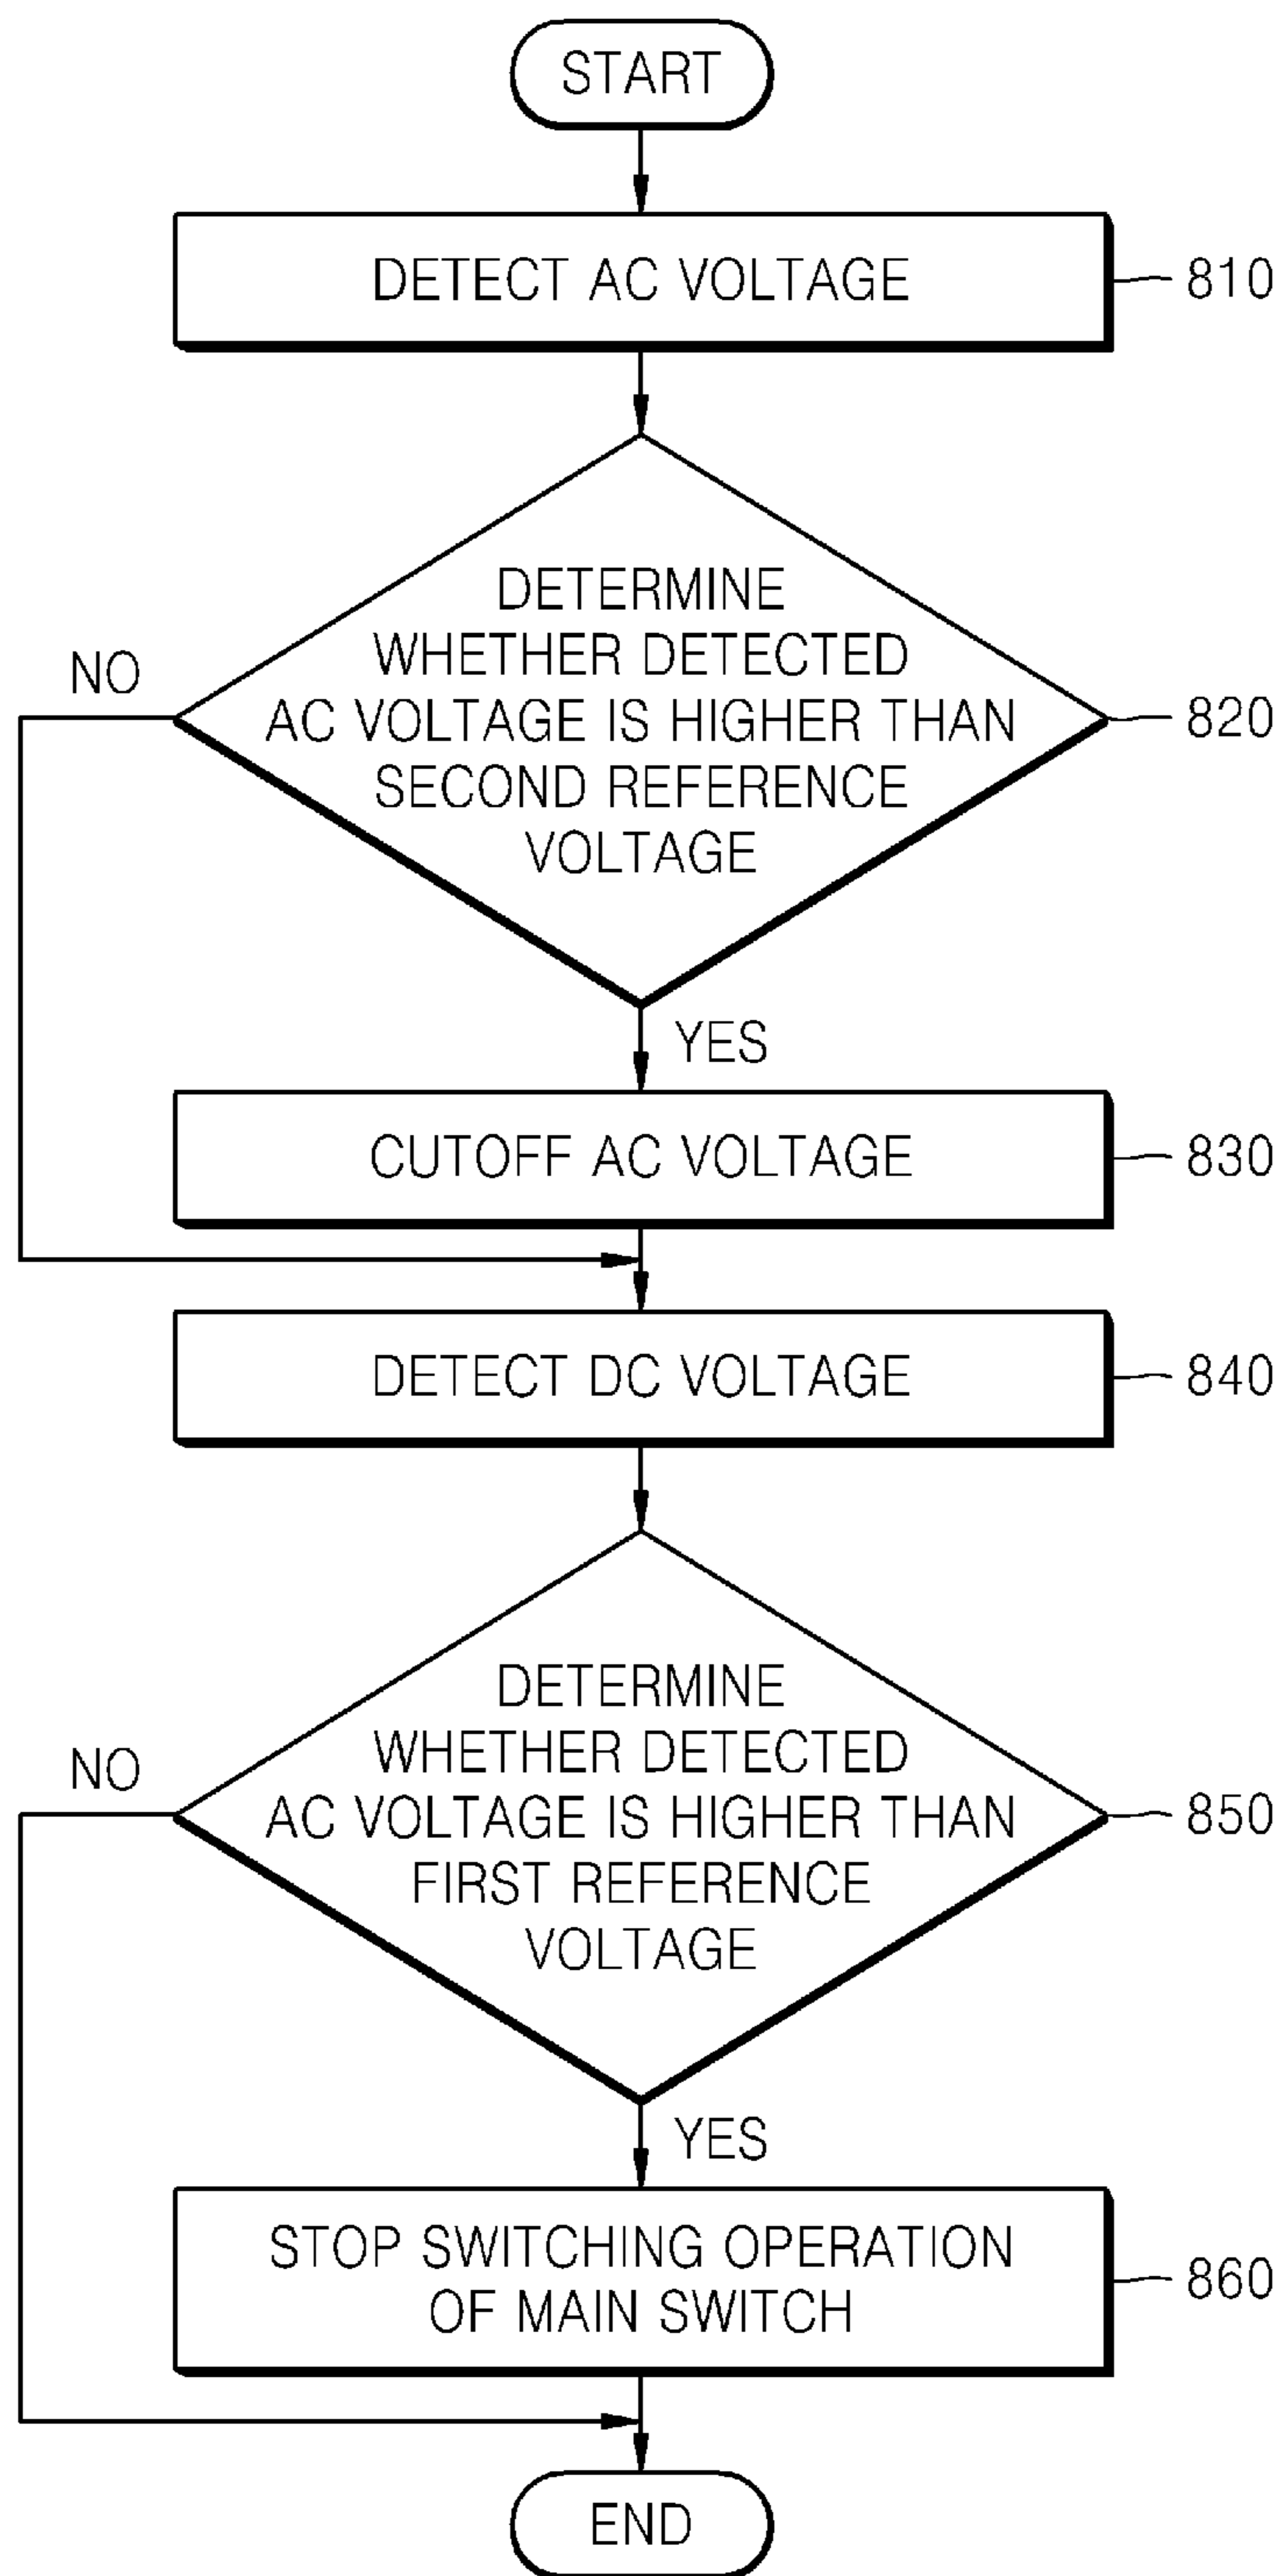 START
DETECT AC VOLTAGE
810
DETERMINE
WHETHER DETECTED
AC VOLTAGE IS HIGHER THAN
SECOND REFERENCE
VOLTAGE
820
NO
YES
CUTOFF AC VOLTAGE
830
DETECT DC VOLTAGE
840
DETERMINE
WHETHER DETECTED
AC VOLTAGE IS HIGHER THAN
FIRST REFERENCE
VOLTAGE
850
NO
YES
STOP SWITCHING OPERATION
OF MAIN SWITCH
860
END